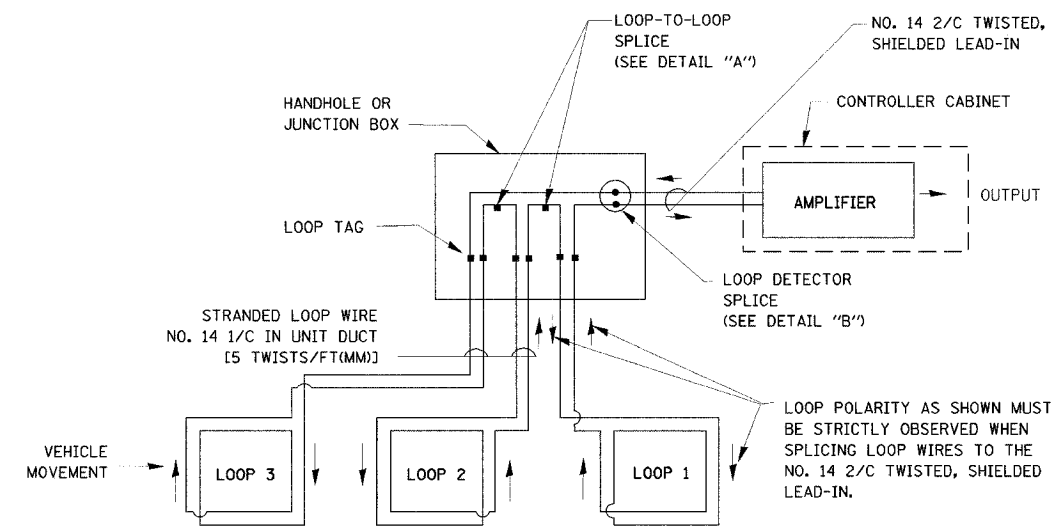 LOOP-TO-LOOP
SPLICE
(SEE DETAIL "A")
NO. 14 2/C TWISTED,
SHIELDED LEAD-IN
HANDHOLE OR
JUNCTION BOX
CONTROLLER CABINET
AMPLIFIER
OUTPUT
LOOP TAG
LOOP DETECTOR
SPLICE
(SEE DETAIL "B")
STRANDED LOOP WIRE
NO. 14 1/C IN UNIT DUCT
[5 TWISTS/FT(MM)]
LOOP POLARITY AS SHOWN MUST
BE STRICTLY OBSERVED WHEN
SPLICING LOOP WIRES TO THE
NO. 14 2/C TWISTED, SHIELDED
LEAD-IN.
VEHICLE
MOVEMENT
LOOP 3
LOOP 2
LOOP 1